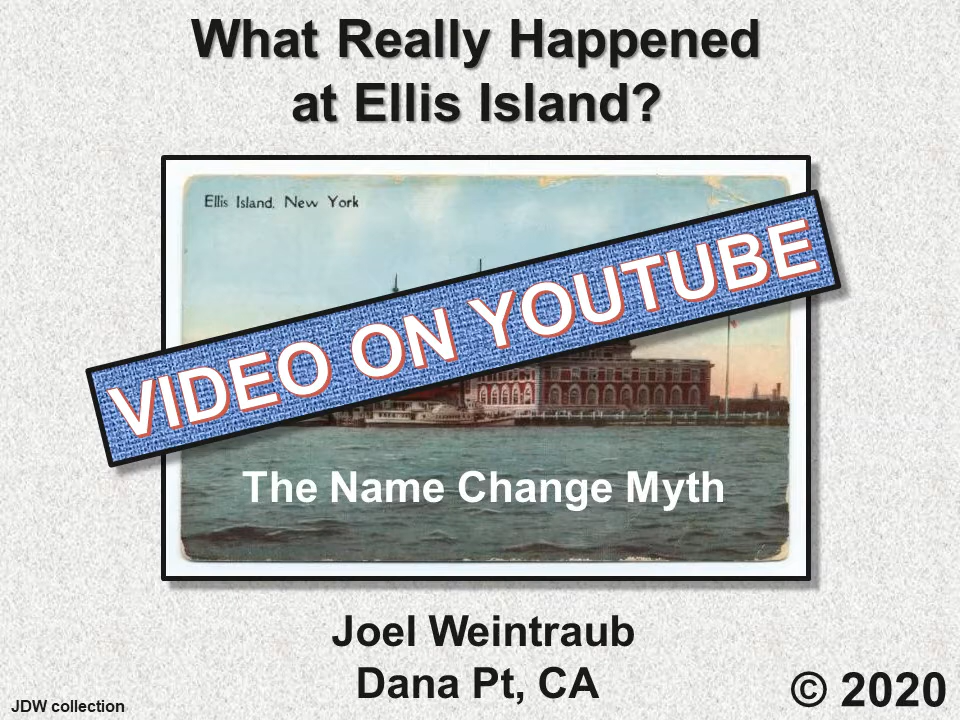 What Really Happened
at Ellis Island?
Ellis Island, New York
VIDEO ON YOUTUBE
The Name Change Myth
Joel Weintraub
Dana Pt, CA
© 2020
JDW collection